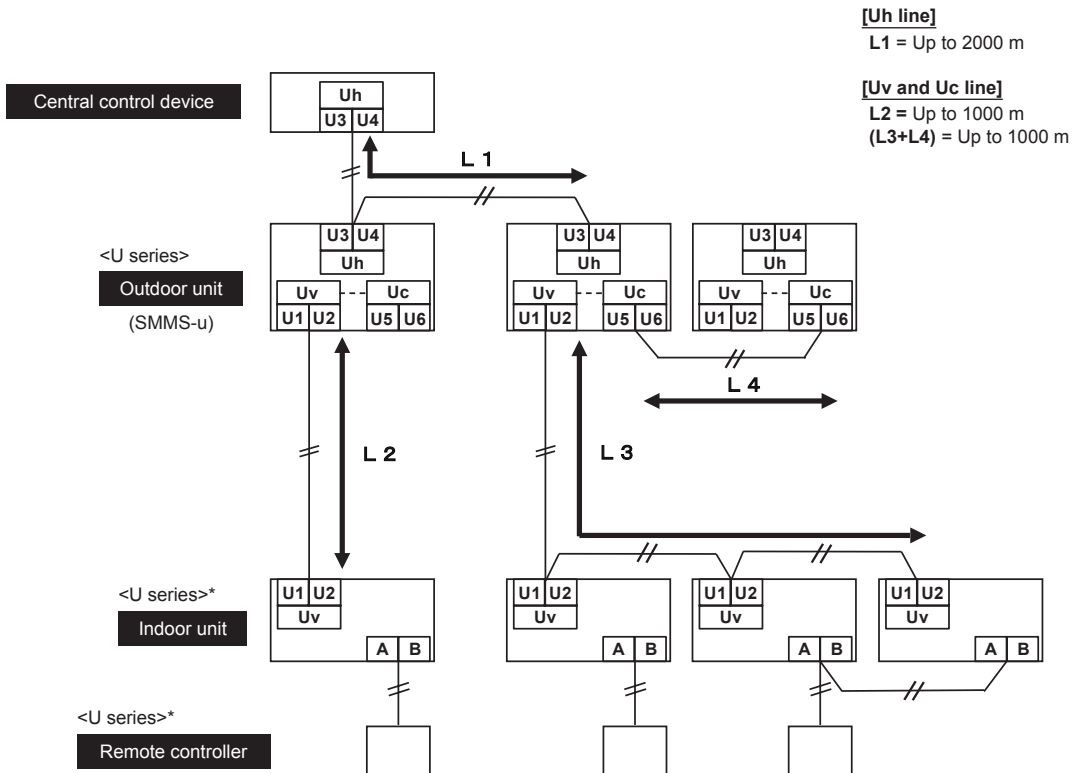 [Uh line]
L1 = Up to 2000 m
[Uv and Uc line]
L2 = Up to 1000 m
(L3+L4) = Up to 1000 m
Central control device
Uh
U3 U4
L 1
<U series>
Outdoor unit
(SMMS-u)
U3 U4
Uh
Uv Uc
U1 U2 U5 U6
U3 U4
Uh
Uv Uc
U1 U2 U5 U6
U3 U4
Uh
Uv Uc
U1 U2 U5 U6
L 4
L 2
L 3
<U series>*
Indoor unit
U1 U2
Uv
A B
U1 U2
Uv
A B
U1 U2
Uv
A B
U1 U2
Uv
A B
<U series>*
Remote controller